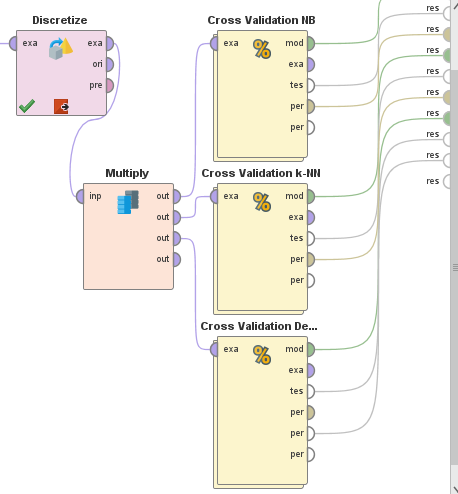 Discretize
exa
exa
ori
pre
Multiply
inp
out
out
out
out
Cross Validation NB
exa
mod
exa
tes
per
per
Cross Validation k-NN
exa
mod
exa
tes
per
per
Cross Validation De...
exa
mod
exa
tes
per
per
per
res
res
res
res
res
res
res
res
res